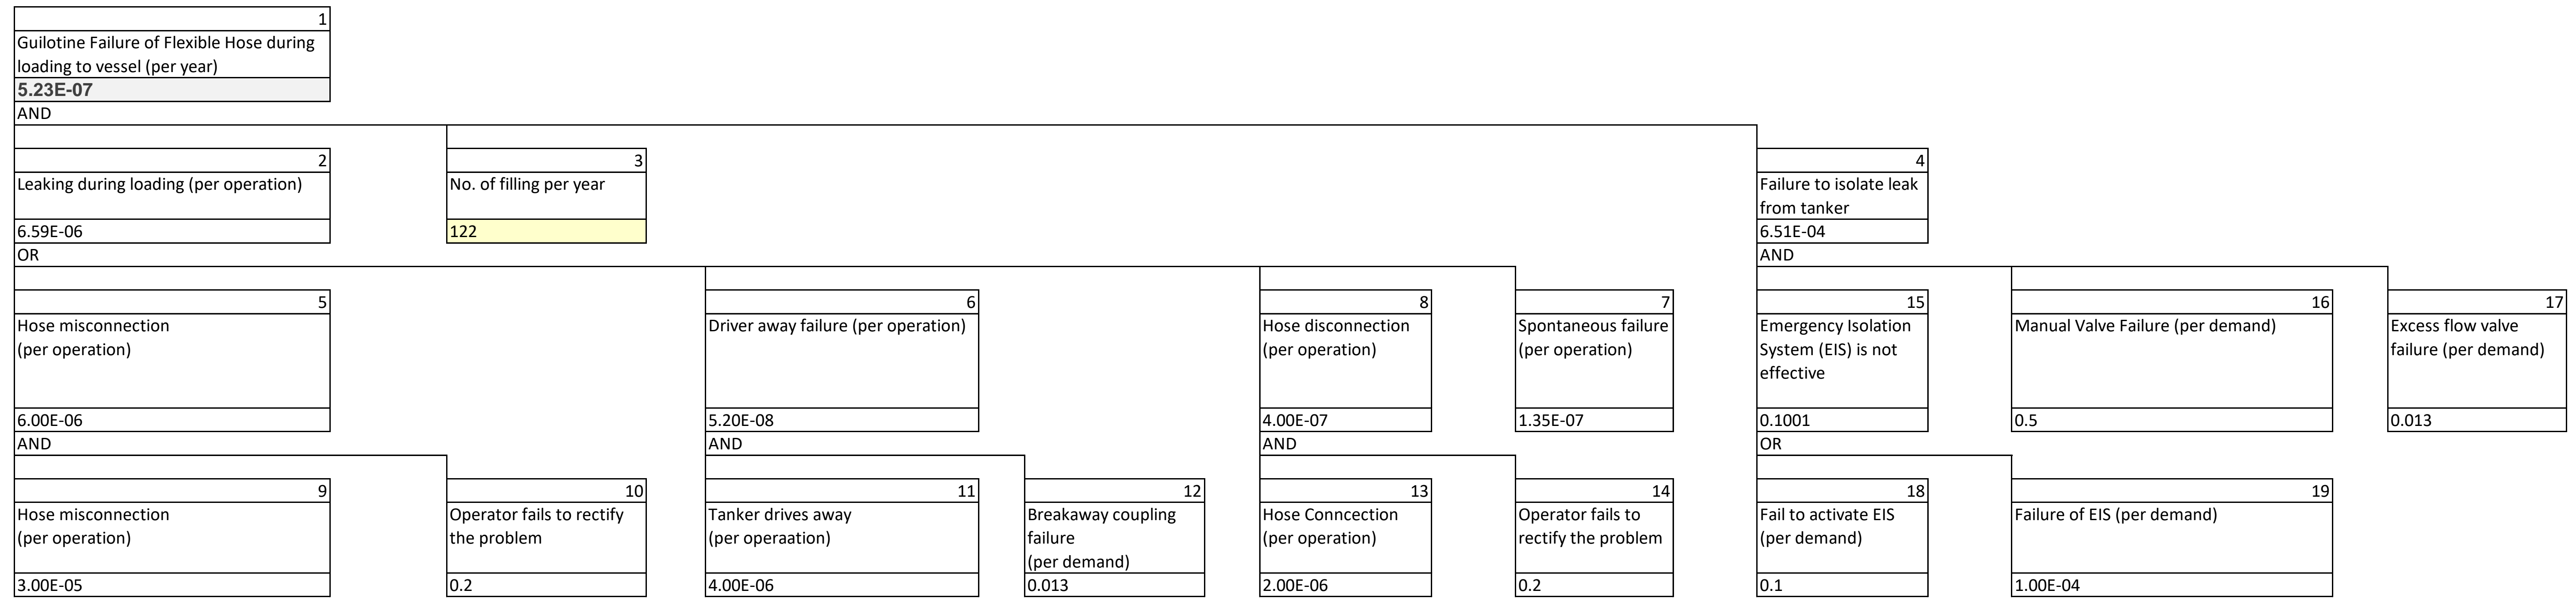 1
Guilotine Failure of Flexible Hose during
loading to vessel (per year)
5.23E-07
AND
2
Leaking during loading (per operation)
6.59E-06
OR
3
No. of filling per year
122
4
Failure to isolate leak
from tanker
6.51E-04
AND
5
Hose misconnection
(per operation)
6.00E-06
AND
6
Driver away failure (per operation)
5.20E-08
AND
8
Hose disconnection
(per operation)
4.00E-07
AND
7
Spontaneous failure
(per operation)
1.35E-07
15
Emergency Isolation
System (EIS) is not
effective
0.1001
OR
16
Manual Valve Failure (per demand)
0.5
17
Excess flow valve
failure (per demand)
0.013
9
Hose misconnection
(per operation)
3.00E-05
10
Operator fails to rectify
the problem
0.2
11
Tanker drives away
(per operaation)
4.00E-06
12
Breakaway coupling
failure
(per demand)
0.013
13
Hose Conncection
(per operation)
2.00E-06
14
Operator fails to
rectify the problem
0.2
18
Fail to activate EIS
(per demand)
0.1
19
Failure of EIS (per demand)
1.00E-04